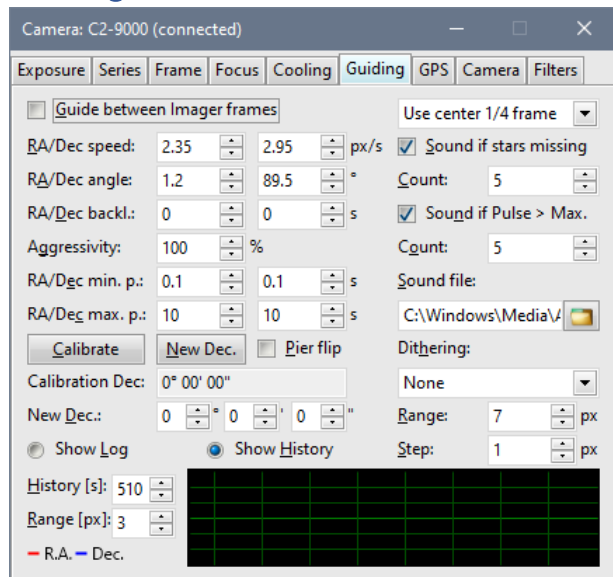 Camera: C2-9000 (connected)
Exposure Series Frame Focus Cooling Guiding GPS Camera Filters
Guide between Imager frames Use center 1/4 frame
RA/Dec speed: 2.35 2.95 px/s Sound if stars missing
RA/Dec angle: 1.2 89.5 ° Count: 5
RA/Dec backl.: 0 0 s Sound if Pulse > Max.
Aggressivity: 100 % Count: 5
RA/Dec min. p.: 0.1 0.1 s Sound file:
RA/Dec max. p.: 10 10 s C:\Windows\Media\
Calibrate New Dec. Pier flip Dithering:
Calibration Dec: 0° 00' 00" None
New Dec.: 0 ° 0 ' 0 " Range: 7 px
Show Log Show History Step: 1 px
History [s]: 510
Range [px]: 3
R.A. Dec.